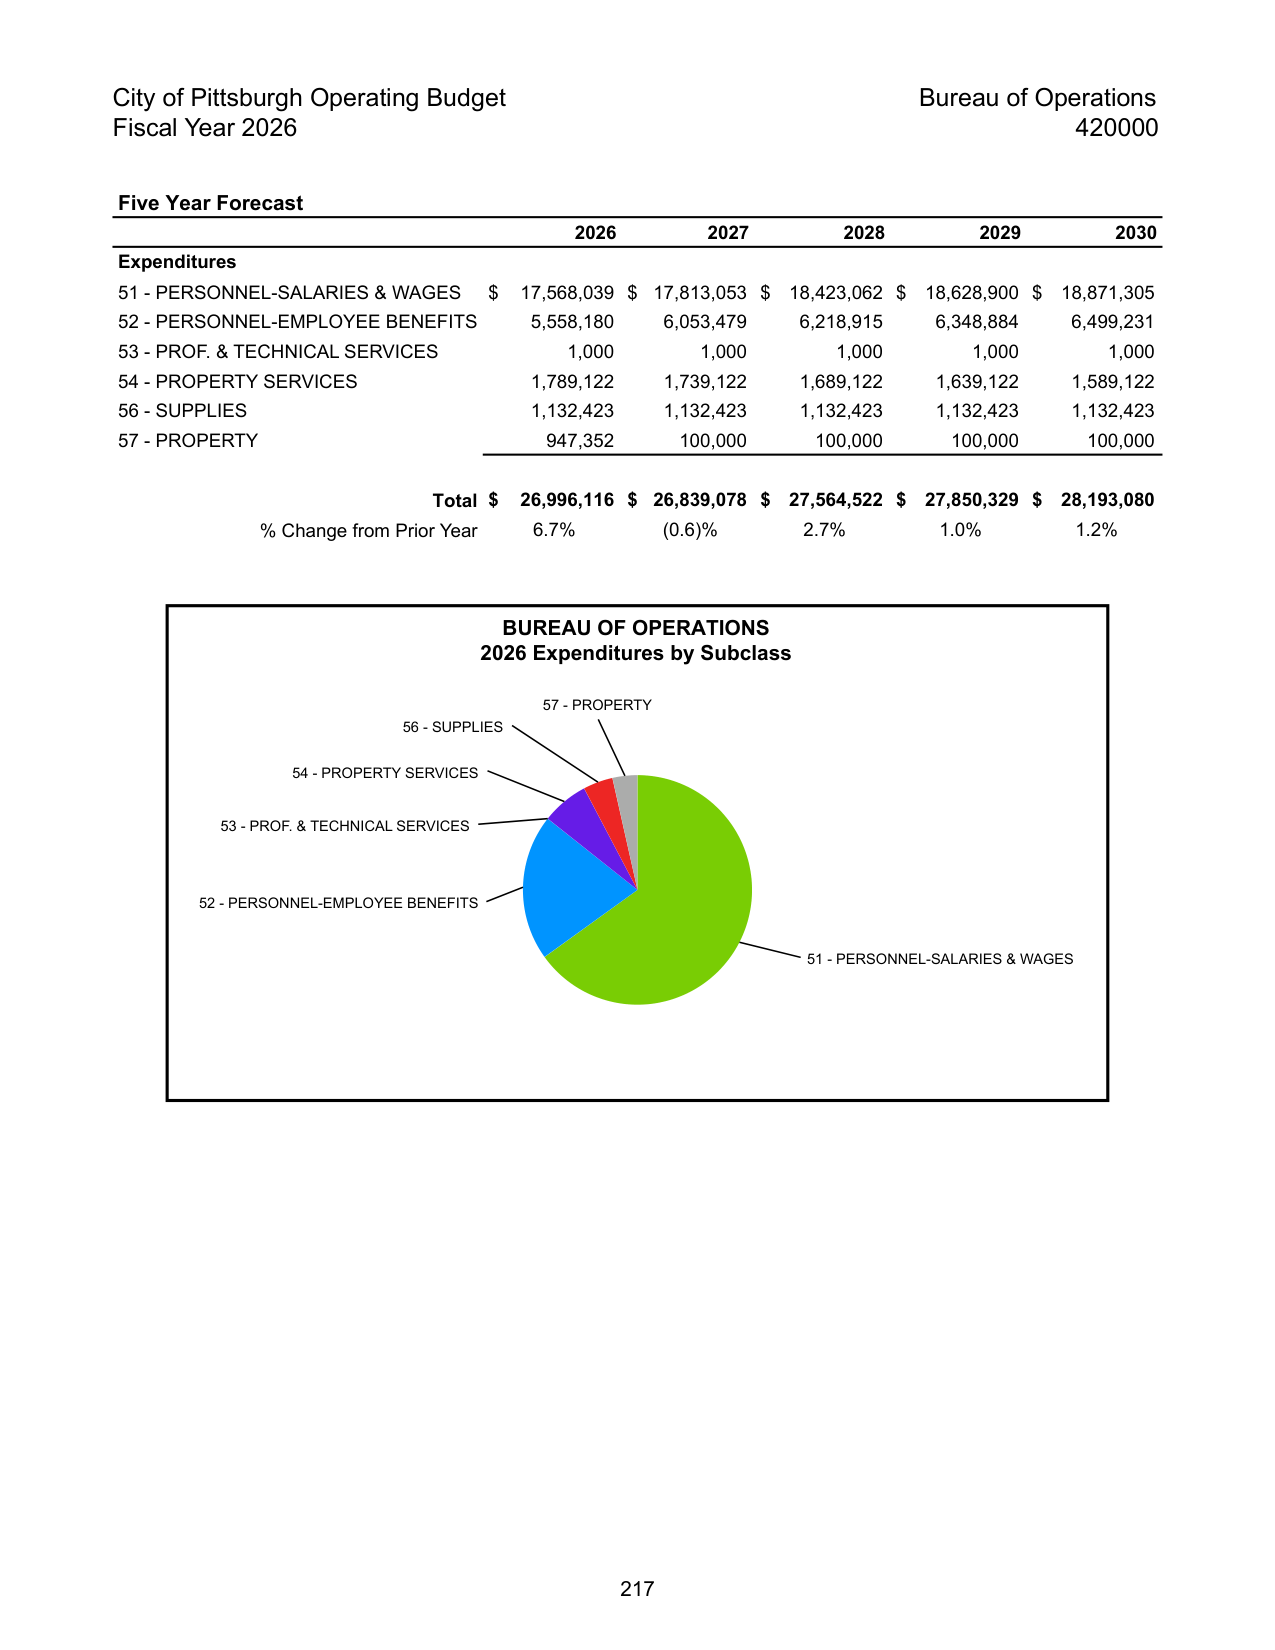 City of Pittsburgh Operating Budget
Fiscal Year 2026
Bureau of Operations
420000
Five Year Forecast
2026 2027 2028 2029 2030
Expenditures
51 - PERSONNEL-SALARIES & WAGES $ 17,568,039 $ 17,813,053 $ 18,423,062 $ 18,628,900 $ 18,871,305
52 - PERSONNEL-EMPLOYEE BENEFITS 5,558,180 6,053,479 6,218,915 6,348,884 6,499,231
53 - PROF. & TECHNICAL SERVICES 1,000 1,000 1,000 1,000 1,000
54 - PROPERTY SERVICES 1,789,122 1,739,122 1,689,122 1,639,122 1,589,122
56 - SUPPLIES 1,132,423 1,132,423 1,132,423 1,132,423 1,132,423
57 - PROPERTY 947,352 100,000 100,000 100,000 100,000
Total $ 26,996,116 $ 26,839,078 $ 27,564,522 $ 27,850,329 $ 28,193,080
% Change from Prior Year 6.7% (0.6)% 2.7% 1.0% 1.2%
BUREAU OF OPERATIONS
2026 Expenditures by Subclass
57 - PROPERTY
56 - SUPPLIES
54 - PROPERTY SERVICES
53 - PROF. & TECHNICAL SERVICES
52 - PERSONNEL-EMPLOYEE BENEFITS
51 - PERSONNEL-SALARIES & WAGES
217